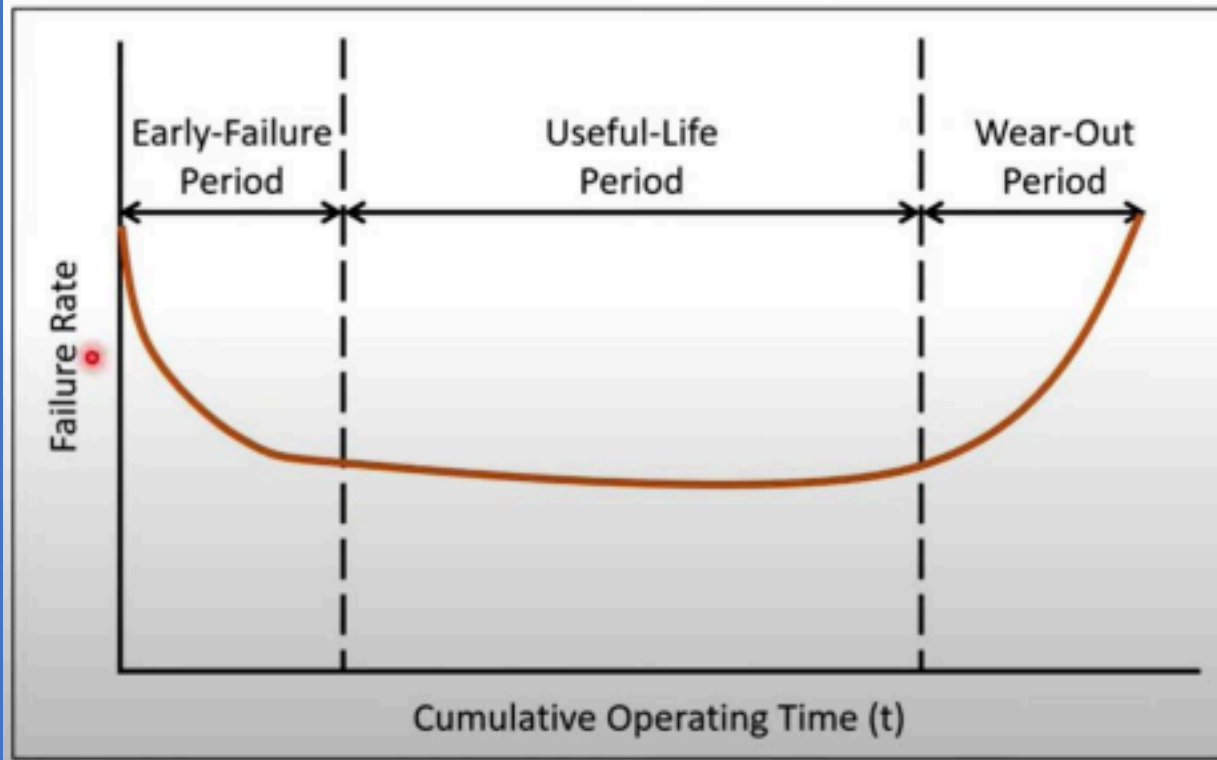 Early-Failure
Period
Useful-Life
Period
Wear-Out
Period
Failure Rate
Cumulative Operating Time (t)